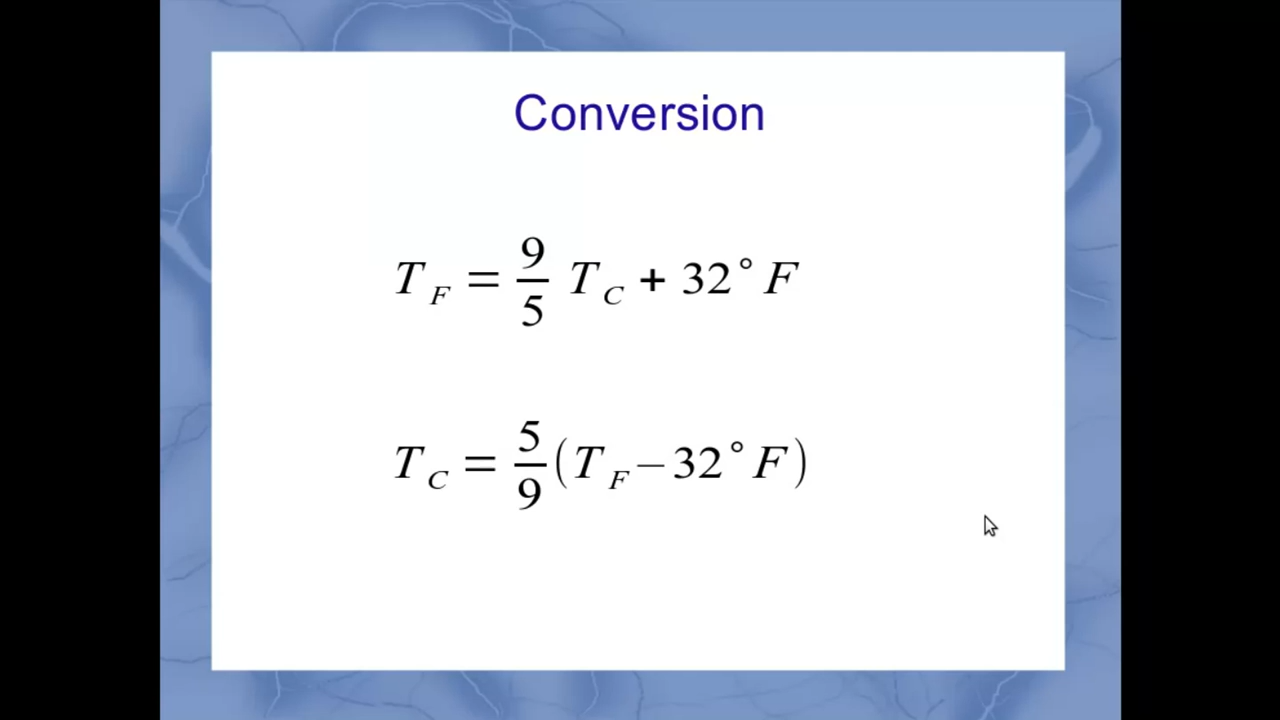 Conversion
T_F = 9/5 T_C + 32° F
T_C = 5/9 (T_F − 32° F)